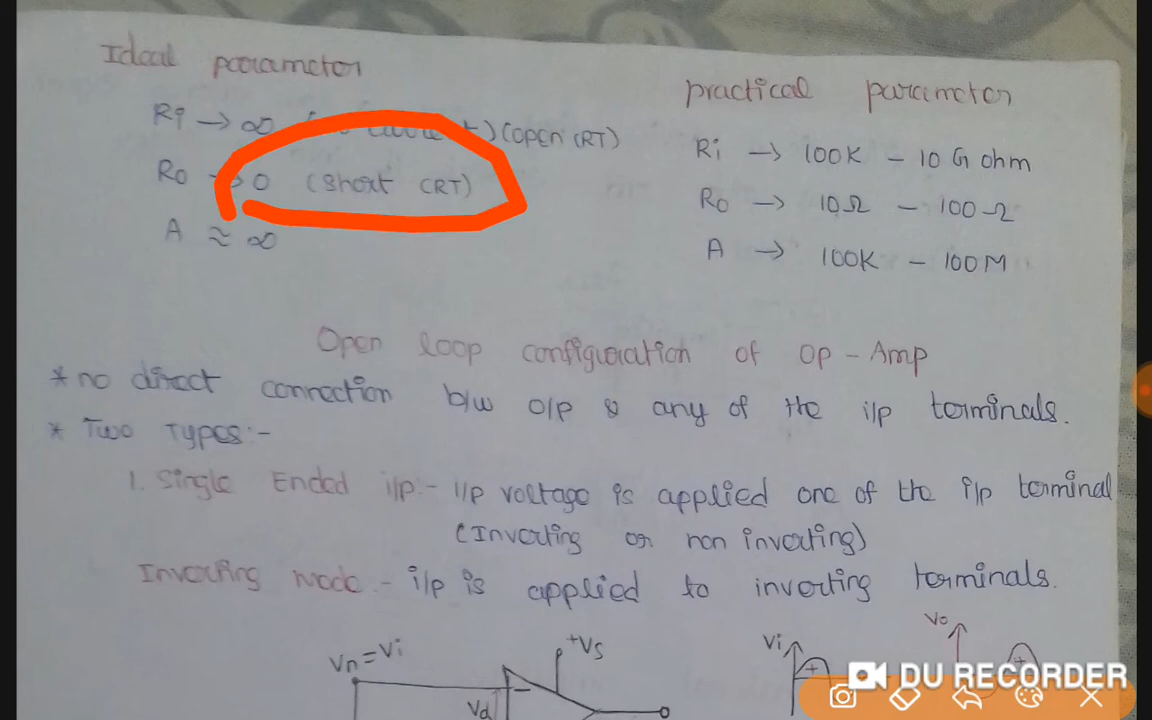 Ideal parameter
Ri → ∞ (open CRT)
Ro → 0 (Short CRT)
A ≈ ∞
practical parameter
Ri → 100K - 10 G ohm
Ro → 10Ω - 100Ω
A → 100K - 100M
Open loop configuration of Op-Amp
* no direct connection b/w o/p & any of the i/p terminals.
* Two Types:-
1. Single Ended i/p:- i/p voltage is applied one of the i/p terminal
(Inverting or non inverting)
Inverting mode - i/p is applied to inverting terminals.
Vn = Vi
+Vs
Vd
Vi
+
Vo
+
DU RECORDER